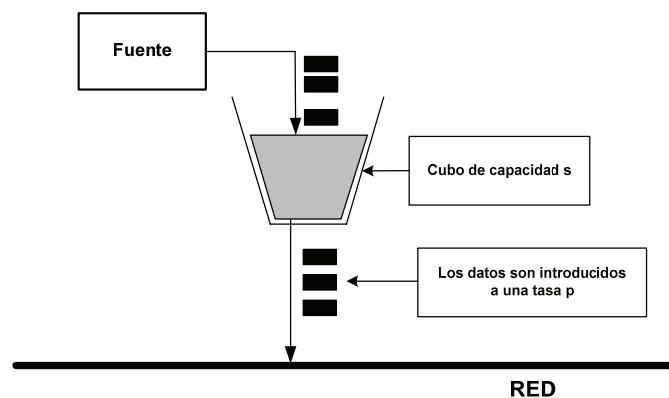 Fuente
Cubo de capacidad s
Los datos son introducidos
a una tasa p
RED